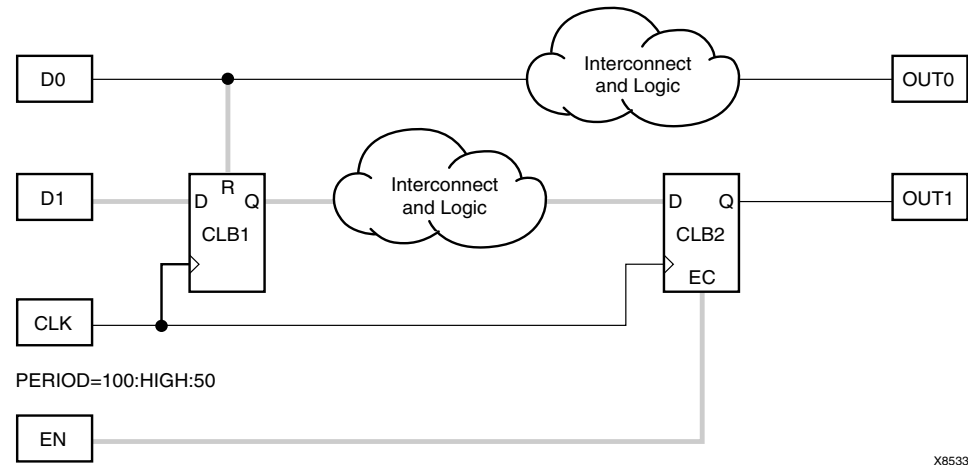 D0
Interconnect
and Logic
OUT0
D1
R
D
Q
CLB1
Interconnect
and Logic
D
Q
CLB2
EC
OUT1
CLK
PERIOD=100:HIGH:50
EN
X8533